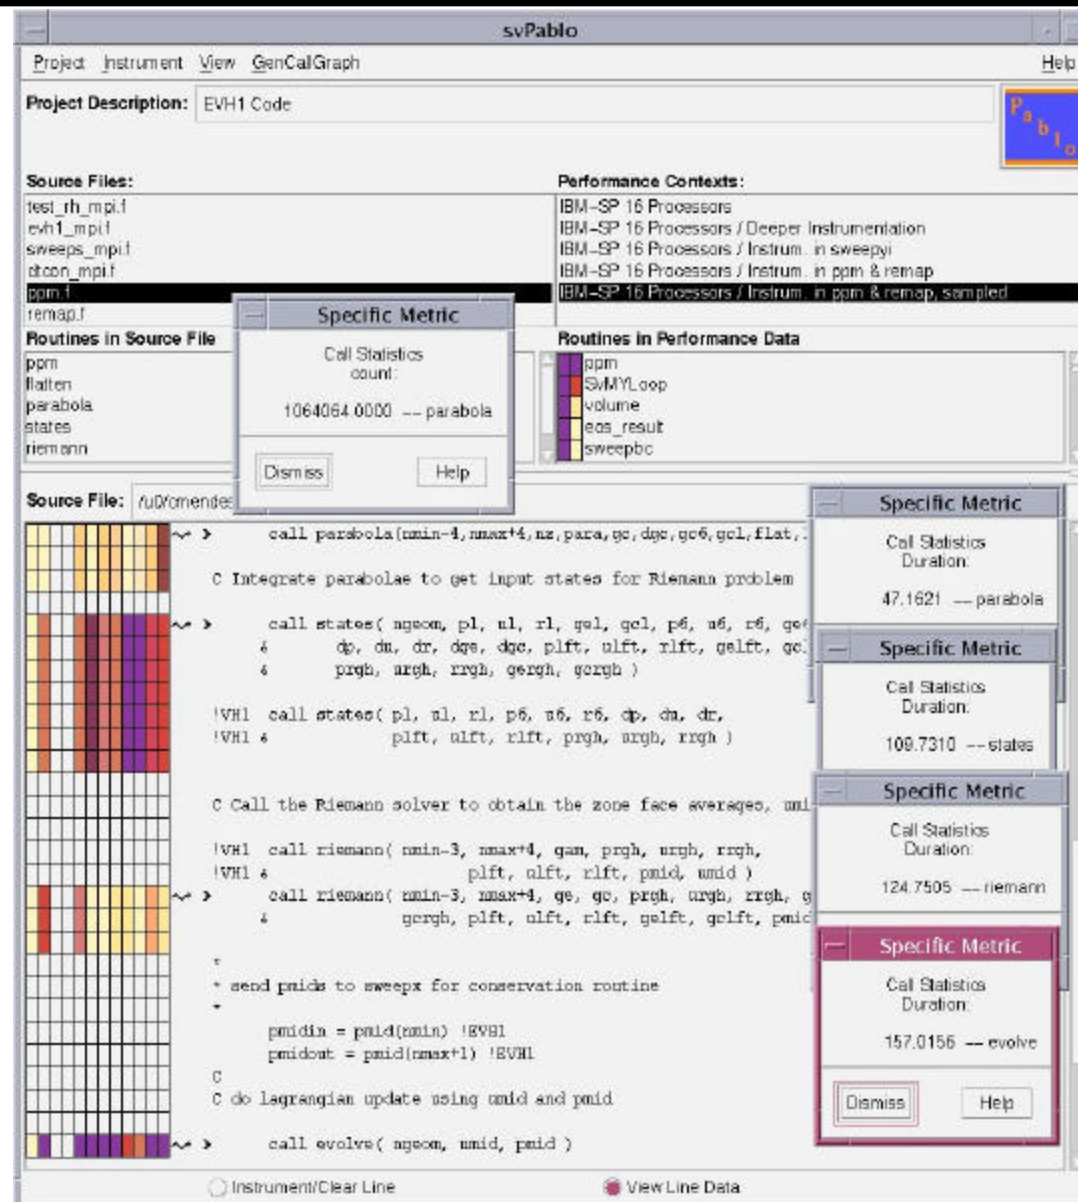 svPablo
Project Instrument View GenCallGraph Help
Project Description: EVH1 Code
Pablo
Source Files:
test_rh_mpi.f
evh1_mpi.f
sweeps_mpi.f
dtcon_mpi.f
ppm.f
remap.f
Performance Contexts:
IBM-SP 16 Processors
IBM-SP 16 Processors / Deeper Instrumentation
IBM-SP 16 Processors / Instrum. in sweepyi
IBM-SP 16 Processors / Instrum. in ppm & remap
IBM-SP 16 Processors / Instrum. in ppm & remap, sampled
Routines in Source File
ppm
flatten
parabola
states
riemann
Specific Metric
Call Statistics
count:
1064064.0000 -- parabola
Dismiss Help
Routines in Performance Data
ppm
SvMYLoop
volume
eos_result
sweepbc
Source File:
call parabola(nmin-4,nmax+4,nz,para,gc,dgc,gc6,gcl,flat,
C Integrate parabolae to get input states for Riemann problem
call states( ngeom, pl, ul, rl, gel, gcl, p6, u6, r6,
& dp, du, dr, dge, dgc, plft, ulft, rlft, gelft,
& prgh, urgh, rrgh, gergh, gcrgh )
!VH1 call states( pl, ul, rl, p6, u6, r6, dp, du, dr,
!VH1 & plft, ulft, rlft, prgh, urgh, rrgh )
C Call the Riemann solver to obtain the zone face averages,
!VH1 call riemann( nmin-3, nmax+4, gam, prgh, urgh, rrgh,
!VH1 & plft, ulft, rlft, pmid, umid )
call riemann( nmin-3, nmax+4, ge, gc, prgh, urgh, rrgh,
& gcrgh, plft, ulft, rlft, gelft, gclft,
* send pmids to sweepx for conservation routine
*
pmidin = pmid(nmin) !EVH1
pmidout = pmid(nmax+1) !EVH1
C
C do lagrangian update using umid and pmid
call evolve( ngeom, umid, pmid )
Specific Metric
Call Statistics
Duration:
47.1621 -- parabola
Specific Metric
Call Statistics
Duration:
109.7310 -- states
Specific Metric
Call Statistics
Duration:
124.7505 -- riemann
Specific Metric
Call Statistics
Duration:
157.0156 -- evolve
Dismiss Help
Instrument/Clear Line View Line Data